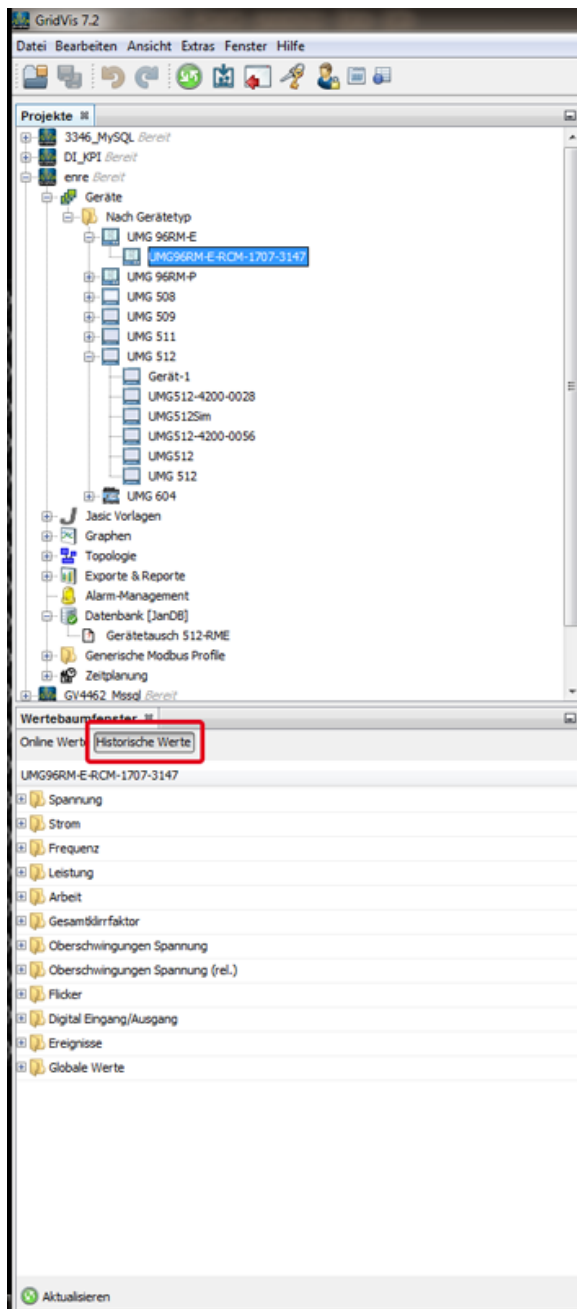 GridVis 7.2
Datei Bearbeiten Ansicht Extras Fenster Hilfe
Projekte
3346_MySQL Bereit
DI_KPI Bereit
enre Bereit
Geräte
Nach Gerätetyp
UMG 96RM-E
UMG96RM-E-RCM-1707-3147
UMG 96RM-P
UMG 508
UMG 509
UMG 511
UMG 512
Gerät-1
UMG512-4200-0028
UMG512Sim
UMG512-4200-0056
UMG512
UMG 512
UMG 604
Jasic Vorlagen
Graphen
Topologie
Exporte & Reporte
Alarm-Management
Datenbank [JanDB]
Gerätetausch 512-RME
Generische Modbus Profile
Zeitplanung
GV4462_Mssql Bereit
Wertebaumfenster
Online Werte Historische Werte
UMG96RM-E-RCM-1707-3147
Spannung
Strom
Frequenz
Leistung
Arbeit
Gesamtklirrfaktor
Oberschwingungen Spannung
Oberschwingungen Spannung (rel.)
Flicker
Digital Eingang/Ausgang
Ereignisse
Globale Werte
Aktualisieren